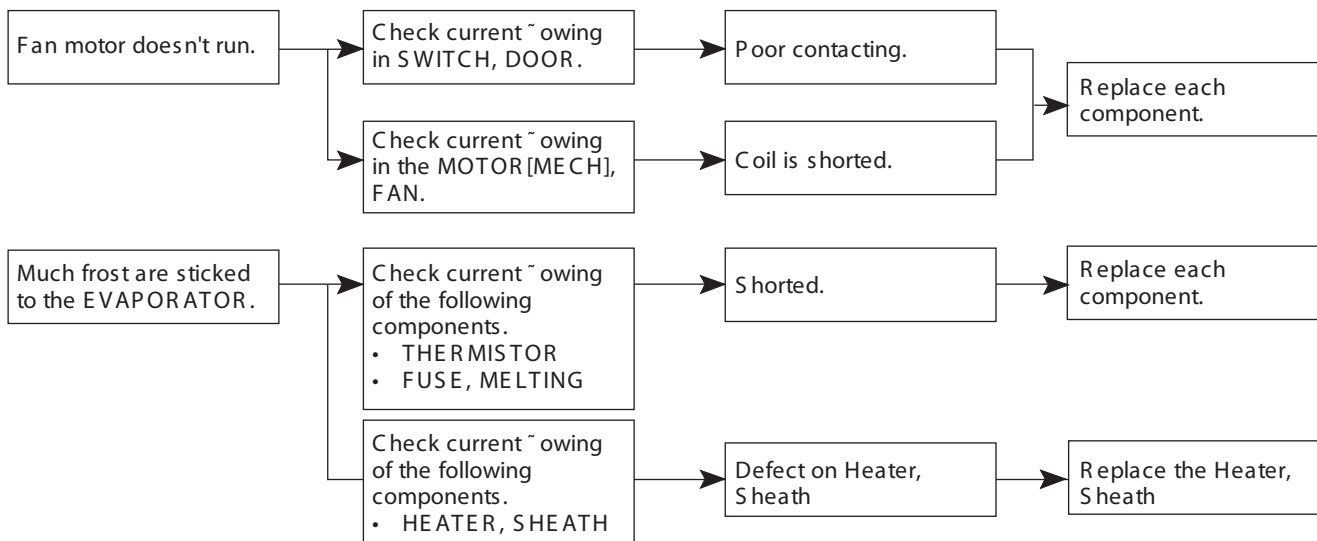 Fan motor doesn't run.
Check current ˜ owing
in SWITCH, DOOR.
Poor contacting.
Replace each
component.
Check current ˜ owing
in the MOTOR[MECH],
FAN.
Coil is shorted.
Much frost are sticked
to the EVAPORATOR.
Check current ˜ owing
of the following
components.
• THERMISTOR
• FUSE, MELTING
Shorted.
Replace each
component.
Check current ˜ owing
of the following
components.
• HEATER, SHEATH
Defect on Heater,
Sheath
Replace the Heater,
Sheath